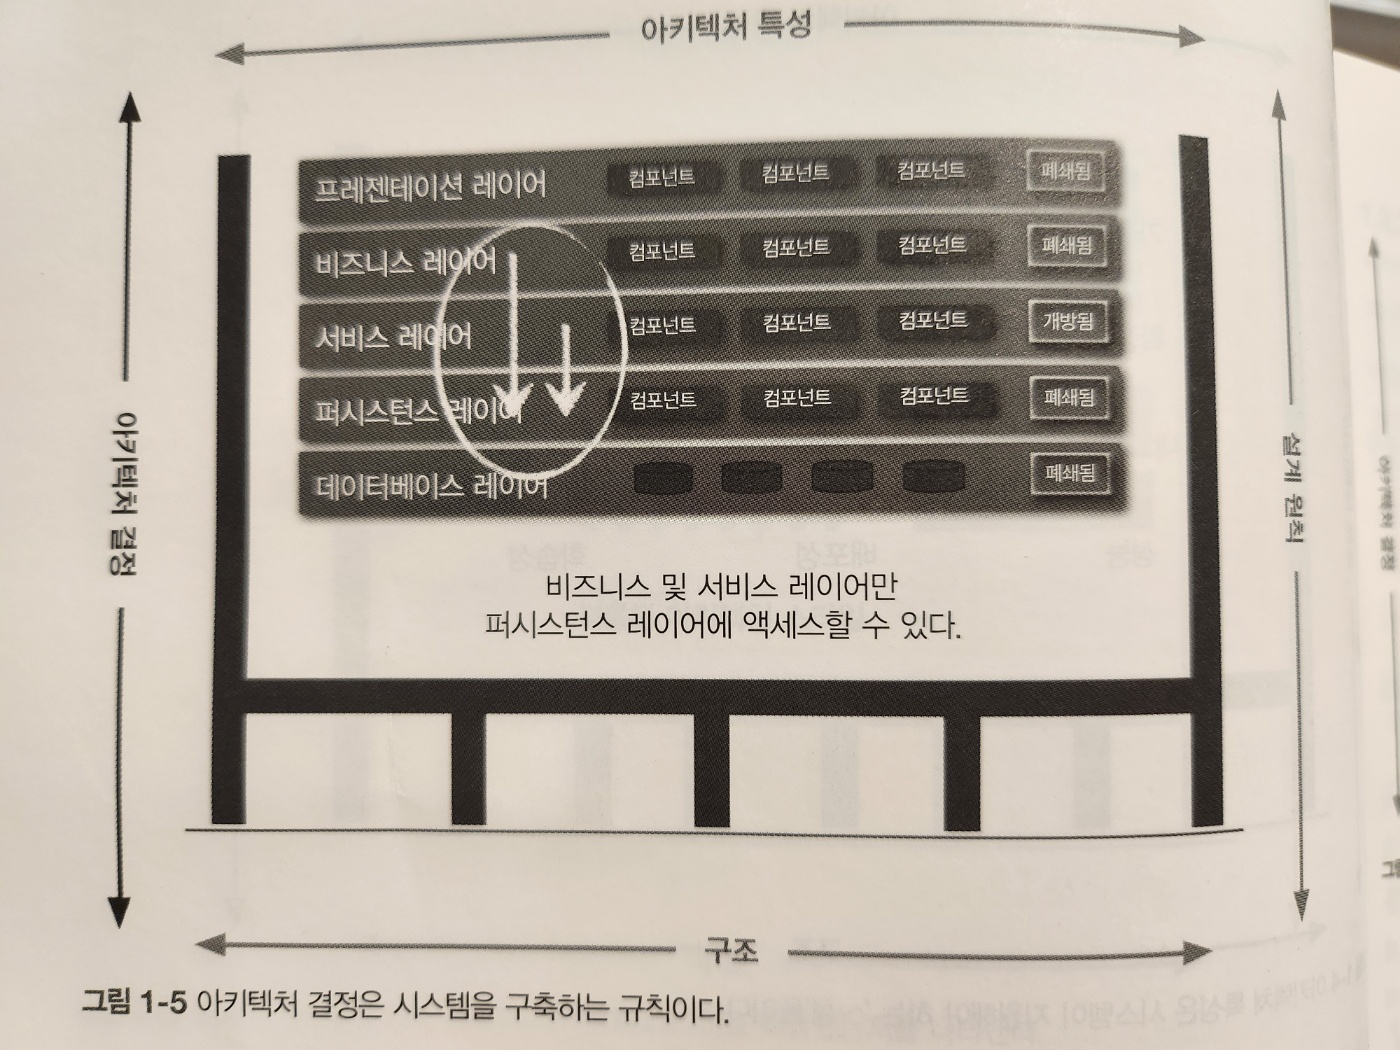 아키텍처 특성
프레젠테이션 레이어 컴포넌트 컴포넌트 컴포넌트 폐쇄됨
비즈니스 레이어 컴포넌트 컴포넌트 컴포넌트 폐쇄됨
서비스 레이어 컴포넌트 컴포넌트 컴포넌트 개방됨
퍼시스턴스 레이어 컴포넌트 컴포넌트 컴포넌트 폐쇄됨
데이터베이스 레이어 폐쇄됨
아키텍처 결정
설계 원칙
비즈니스 및 서비스 레이어만
퍼시스턴스 레이어에 액세스할 수 있다.
구조
그림 1-5 아키텍처 결정은 시스템을 구축하는 규칙이다.